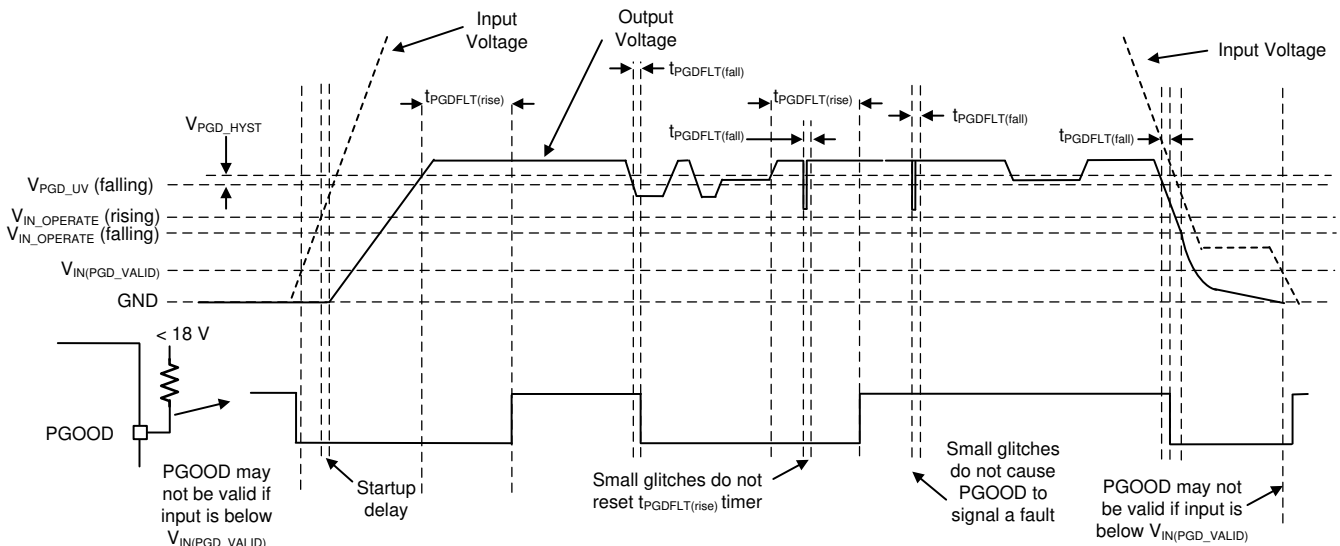 Input
Voltage
Output
Voltage
Input Voltage
tPGDFLT(fall)
tPGDFLT(rise)
tPGDFLT(rise)
tPGDFLT(fall)
tPGDFLT(fall)
tPGDFLT(fall)
VPGD_HYST
VPGD_UV (falling)
VIN_OPERATE (rising)
VIN_OPERATE (falling)
VIN(PGD_VALID)
GND
< 18 V
PGOOD
PGOOD may
not be valid if
input is below
VIN(PGD_VALID)
Startup
delay
Small glitches do not
reset tPGDFLT(rise) timer
Small glitches
do not cause
PGOOD to
signal a fault
PGOOD may not
be valid if input is
below VIN(PGD_VALID)